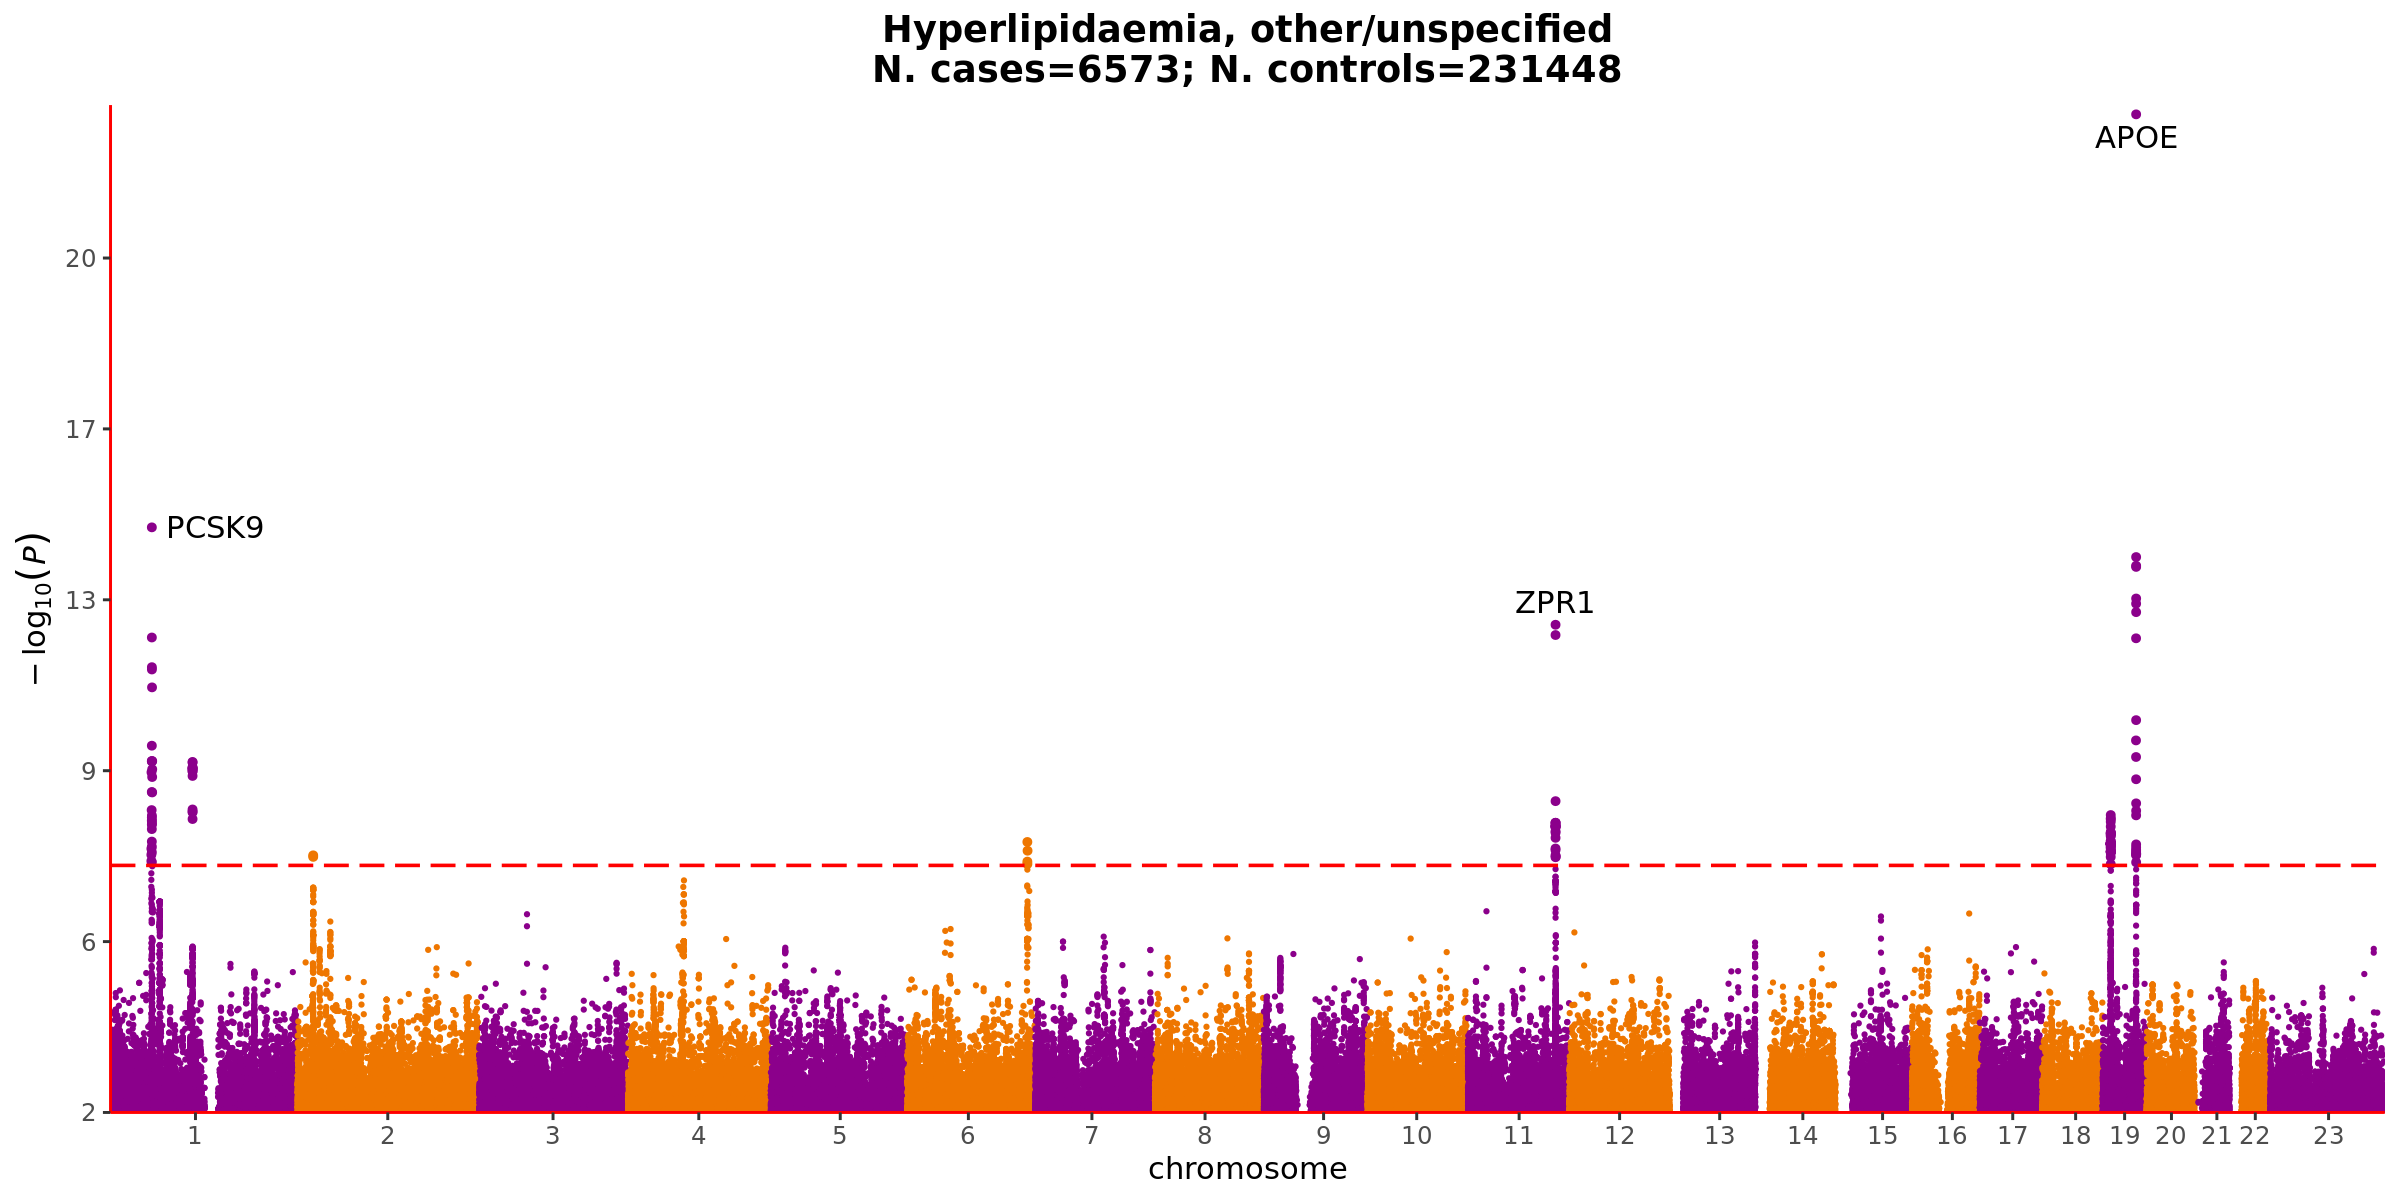 Hyperlipidaemia, other/unspecified
N. cases=6573; N. controls=231448
APOE
20
17
PCSK9
− log10(P)
13
ZPR1
9
6
2
1 2 3 4 5 6 7 8 9 10 11 12 13 14 15 16 17 18 19 20 21 22 23
chromosome